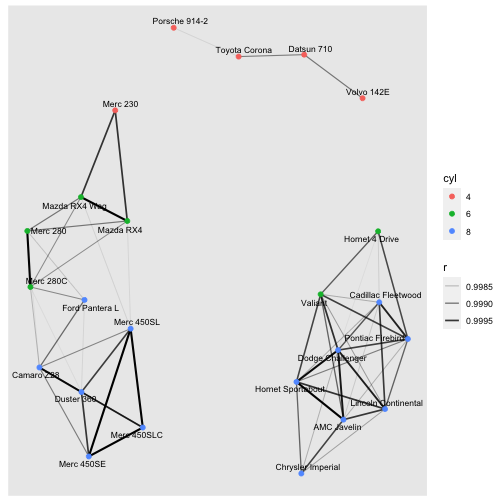 Porsche 914-2
Toyota Corona
Datsun 710
Volvo 142E
Merc 230
Mazda RX4 Wag
Mazda RX4
Merc 280
Hornet 4 Drive
Merc 280C
Ford Pantera L
Valiant
Cadillac Fleetwood
Merc 450SL
Pontiac Firebird
Dodge Challenger
Camaro Z28
Hornet Sportabout
Duster 360
Lincoln Continental
AMC Javelin
Merc 450SLC
Merc 450SE
Chrysler Imperial
cyl
4
6
8
r
0.9985
0.9990
0.9995